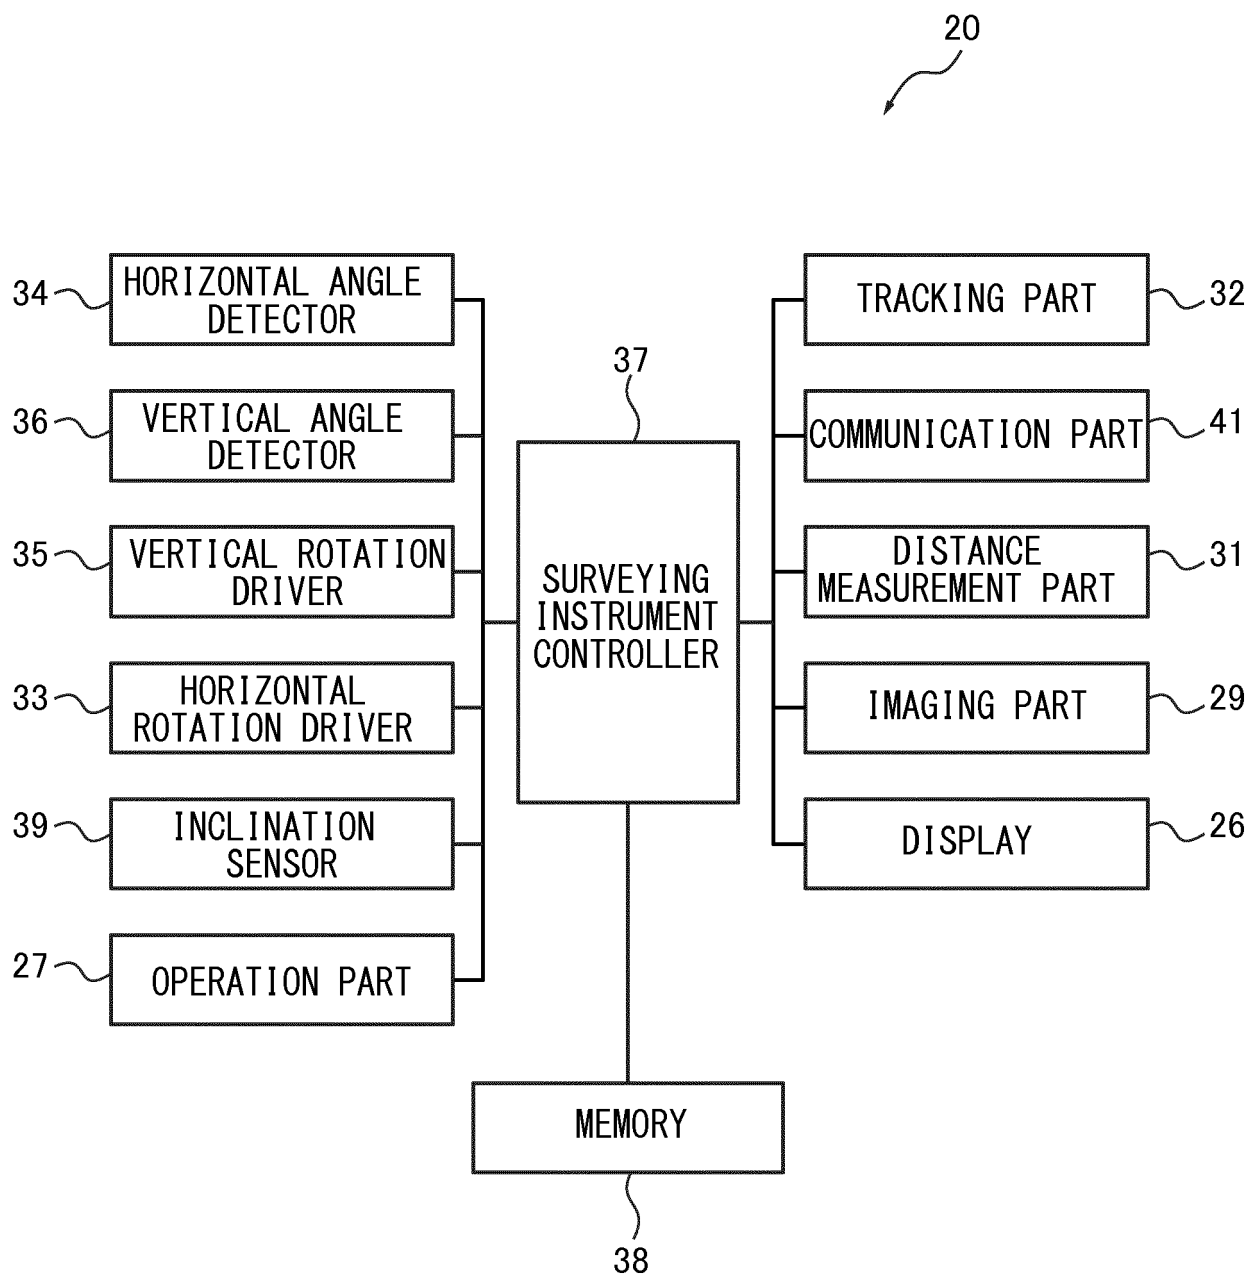 20
34
HORIZONTAL ANGLE
DETECTOR
36
VERTICAL ANGLE
DETECTOR
35
VERTICAL ROTATION
DRIVER
33
HORIZONTAL
ROTATION DRIVER
39
INCLINATION
SENSOR
27
OPERATION PART
37
SURVEYING
INSTRUMENT
CONTROLLER
TRACKING PART
32
COMMUNICATION PART
41
DISTANCE
MEASUREMENT PART
31
IMAGING PART
29
DISPLAY
26
MEMORY
38